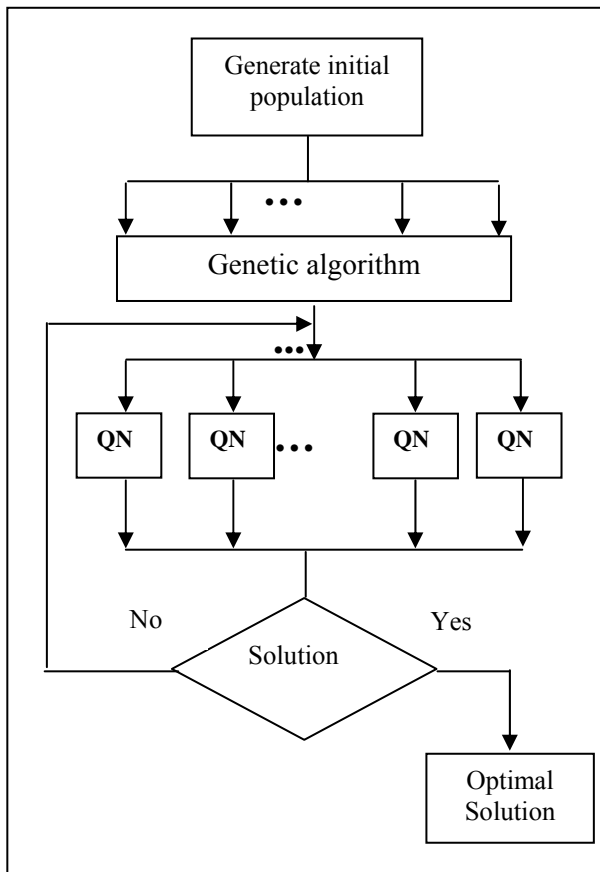 Generate initial
population
•••
Genetic algorithm
•••
QN QN ••• QN QN
No Yes
Solution
Optimal
Solution